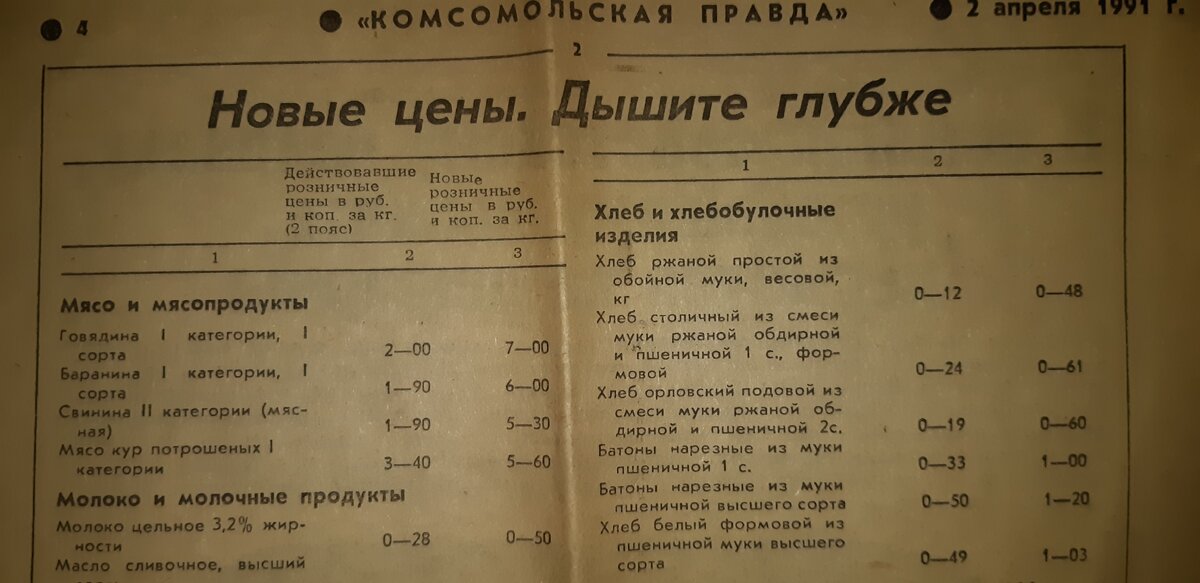 4 «КОМСОМОЛЬСКАЯ ПРАВДА» 2 апреля 1991 г.
2
Новые цены. Дышите глубже
Действовавшие
розничные
цены в руб.
и коп. за кг.
(2 пояс)
Новые
розничные
цены в руб.
и коп. за кг.
1 2 3
Мясо и мясопродукты
Говядина I категории, I
сорта 2—00 7—00
Баранина I категории, I
сорта 1—90 6—00
Свинина II категории (мяс-
ная) 1—90 5—30
Мясо кур потрошеных I
категории 3—40 5—60
Молоко и молочные продукты
Молоко цельное 3,2% жир-
ности 0—28 0—50
Масло сливочное, высший
1 2 3
Хлеб и хлебобулочные
изделия
Хлеб ржаной простой из
обойной муки, весовой,
кг 0—12 0—48
Хлеб столичный из смеси
муки ржаной обдирной
и пшеничной 1 с., фор-
мовой 0—24 0—61
Хлеб орловский подовой из
смеси муки ржаной об-
дирной и пшеничной 2с. 0—19 0—60
Батоны нарезные из муки
пшеничной 1 с. 0—33 1—00
Батоны нарезные из муки
пшеничной высшего сорта 0—50 1—20
Хлеб белый формовой из
пшеничной муки высшего
сорта 0—49 1—03